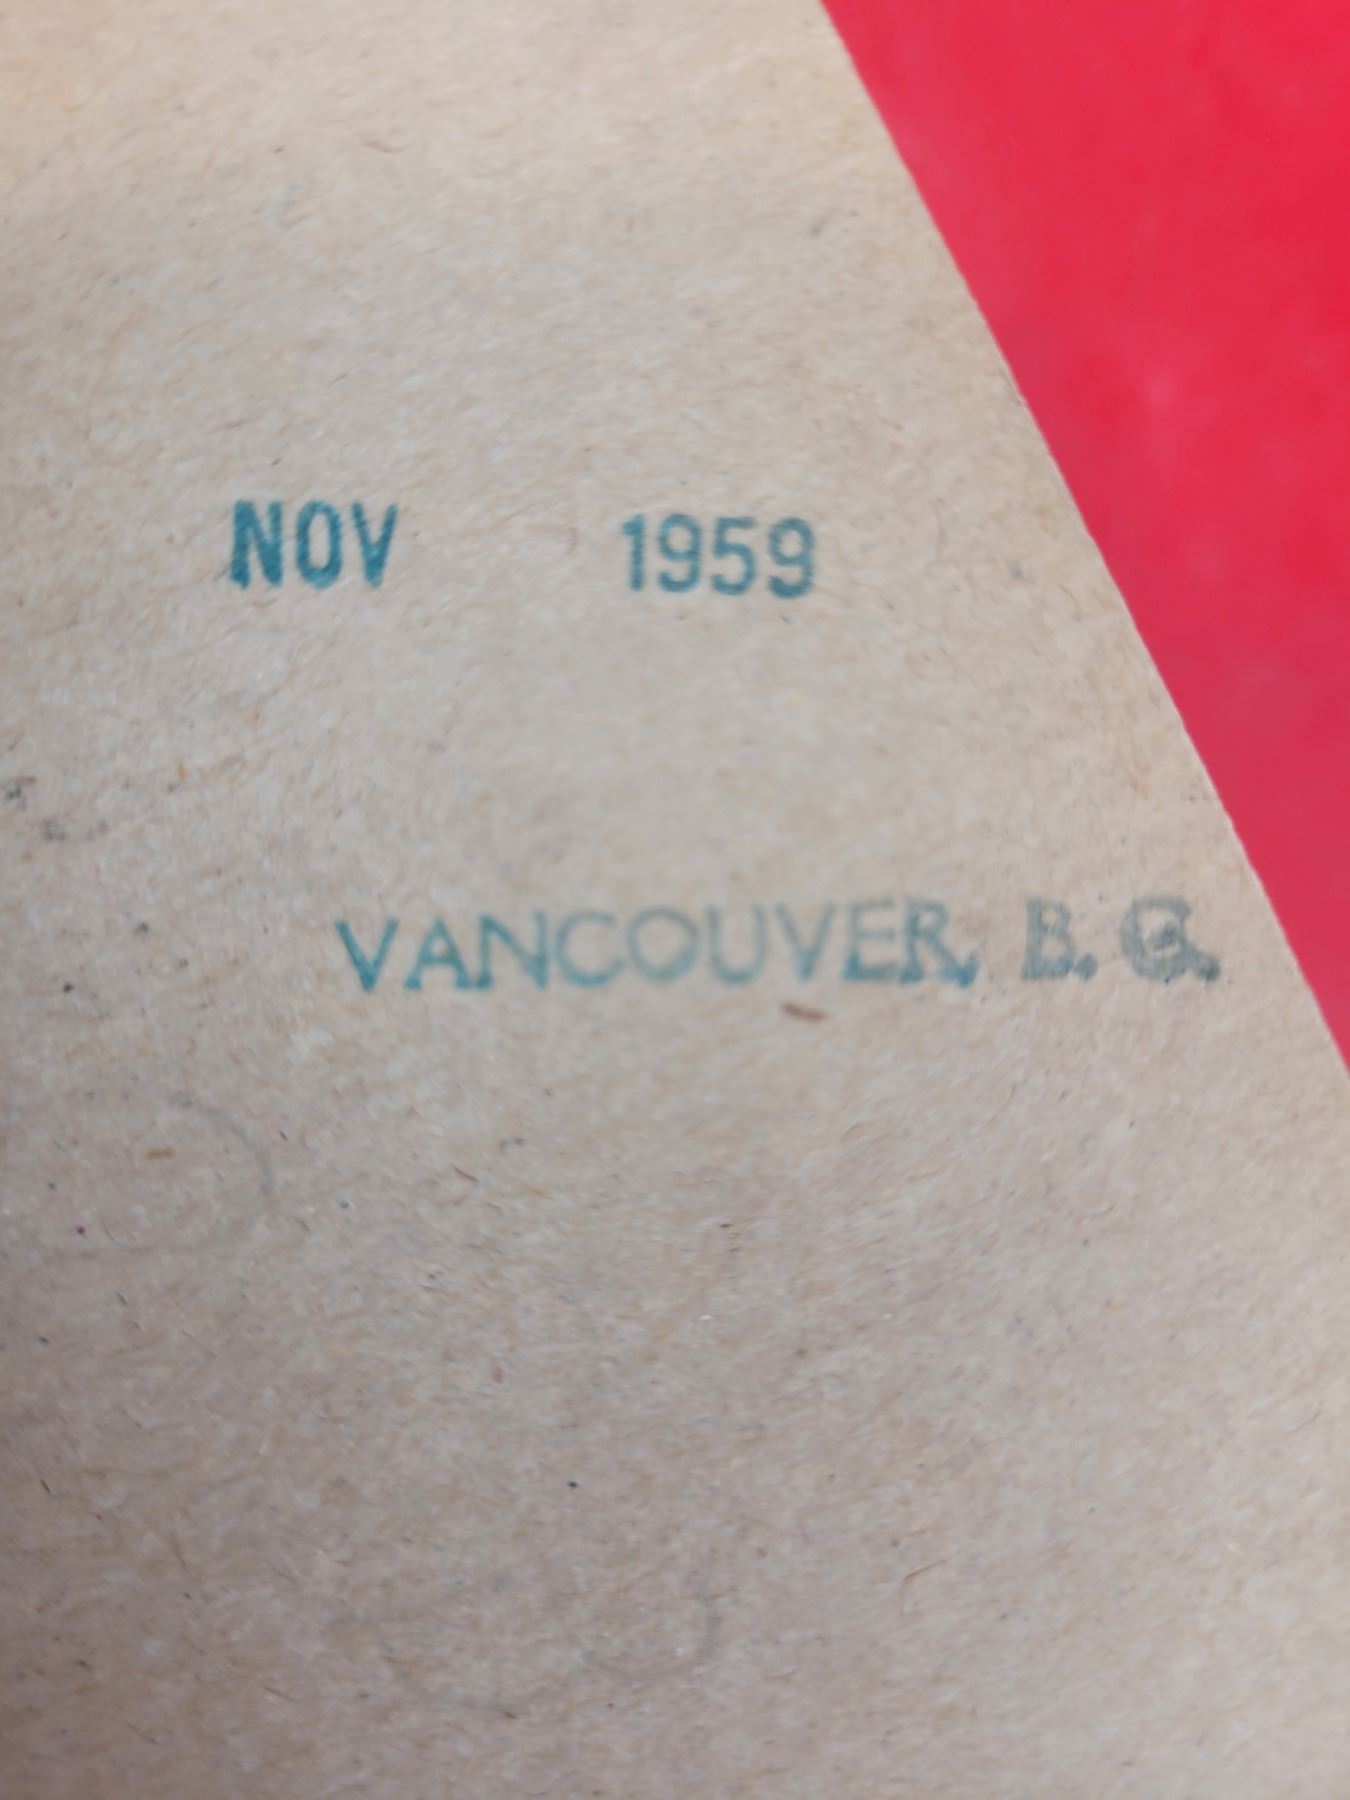 NOV 1959
VANCOUVER, B. C.